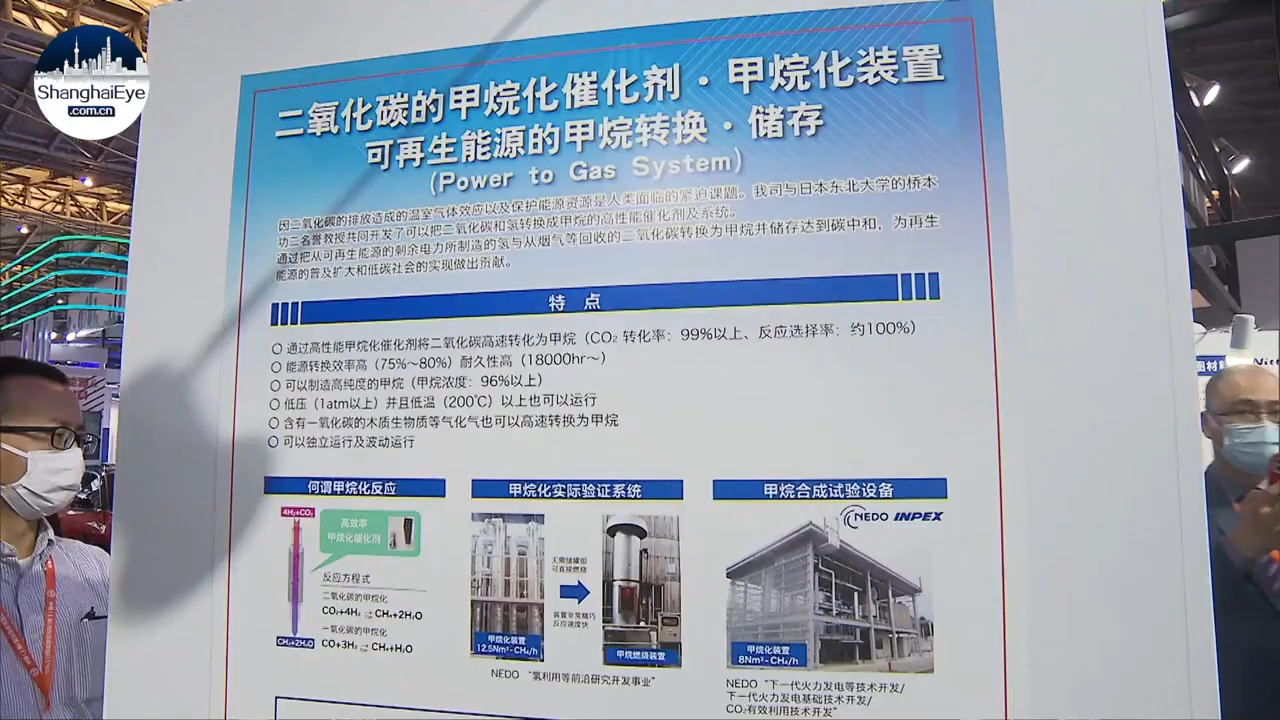 ShanghaiEye
.com.cn
二氧化碳的甲烷化催化剂・甲烷化装置
可再生能源的甲烷转换・储存
(Power to Gas System)
因二氧化碳的排放造成的温室气体效应以及保护能源资源是人类面临的紧迫课题。我司与日本东北大学的桥本
功二名誉教授共同开发了可以把二氧化碳和氢转换成甲烷的高性能催化剂及系统。
通过把从可再生能源的剩余电力所制造的氢与从烟气等回收的二氧化碳转换为甲烷并储存达到碳中和，为再生
能源的普及扩大和低碳社会的实现做出贡献。
特 点
○ 通过高性能甲烷化催化剂将二氧化碳高速转化为甲烷（CO₂ 转化率：99%以上、反应选择率：约100%）
○ 能源转换效率高（75%～80%）耐久性高（18000hr～）
○ 可以制造高纯度的甲烷（甲烷浓度：96%以上）
○ 低压（1atm以上）并且低温（200℃）以上也可以运行
○ 含有一氧化碳的木质生物质等气化气也可以高速转换为甲烷
○ 可以独立运行及波动运行
何谓甲烷化反应
4H₂+CO₂
高效率
甲烷化催化剂
反应方程式
二氧化碳的甲烷化
CO₂+4H₂ ⇄ CH₄+2H₂O
一氧化碳的甲烷化
CO+3H₂ ⇄ CH₄+H₂O
CH₄+2H₂O
甲烷化实际验证系统
无需储罐即
可直接燃烧
装置非常精巧
反应速度快
甲烷化装置
12.5Nm³-CH₄/h
甲烷燃烧装置
NEDO “氢利用等前沿研究开发事业”
甲烷合成试验设备
NEDO INPEX
甲烷化装置
8Nm³-CH₄/h
NEDO “下一代火力发电等技术开发/
下一代火力发电基础技术开发/
CO₂有效利用技术开发”